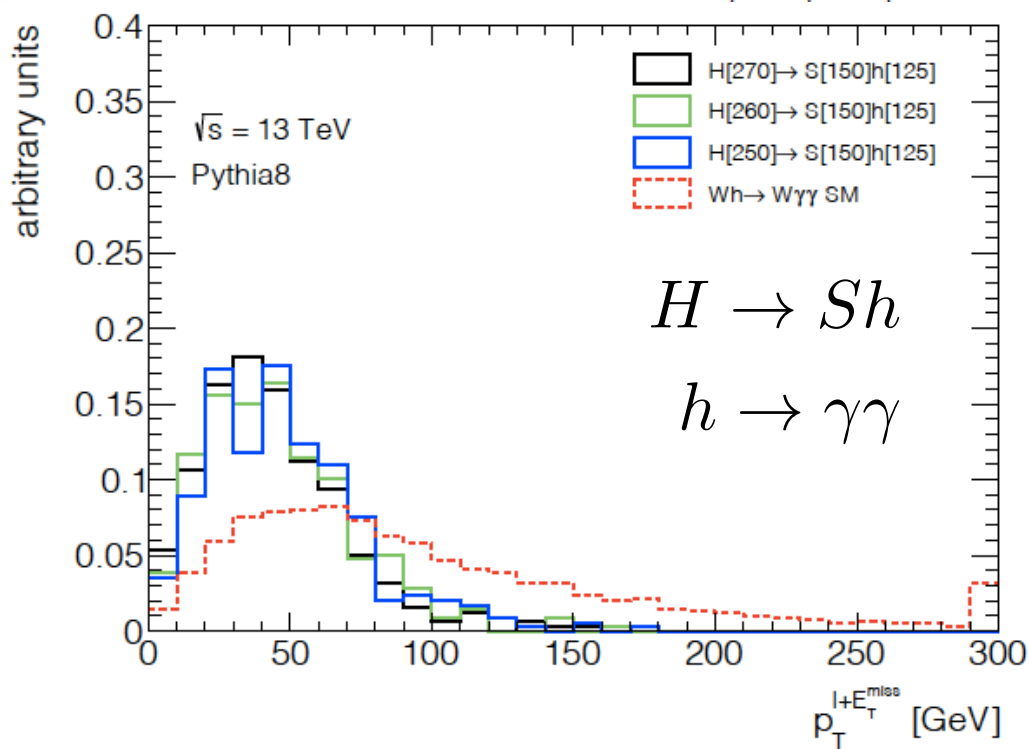 arbitrary units
0.4
0.35
0.3
0.25
0.2
0.15
0.1
0.05
0
√s = 13 TeV
Pythia8
H[270]→ S[150]h[125]
H[260]→ S[150]h[125]
H[250]→ S[150]h[125]
Wh→ Wγγ SM
H → Sh
h → γγ
0 50 100 150 200 250 300
p_T^{l+E_T^{miss}} [GeV]